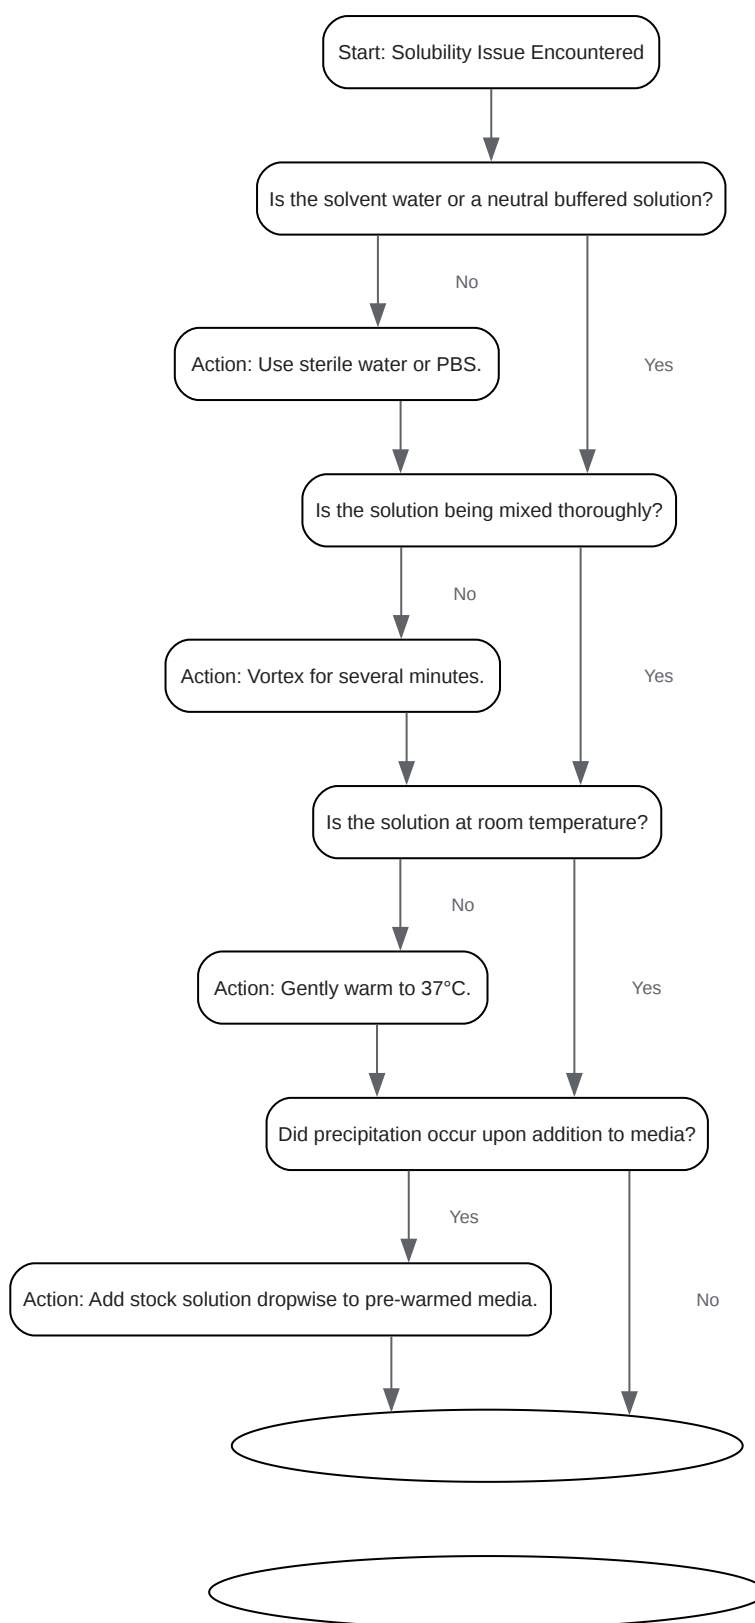 Start: Solubility Issue Encountered
Is the solvent water or a neutral buffered solution?
No
Action: Use sterile water or PBS.
Yes
Is the solution being mixed thoroughly?
No
Action: Vortex for several minutes.
Yes
Is the solution at room temperature?
No
Action: Gently warm to 37°C.
Yes
Did precipitation occur upon addition to media?
Yes
Action: Add stock solution dropwise to pre-warmed media.
No